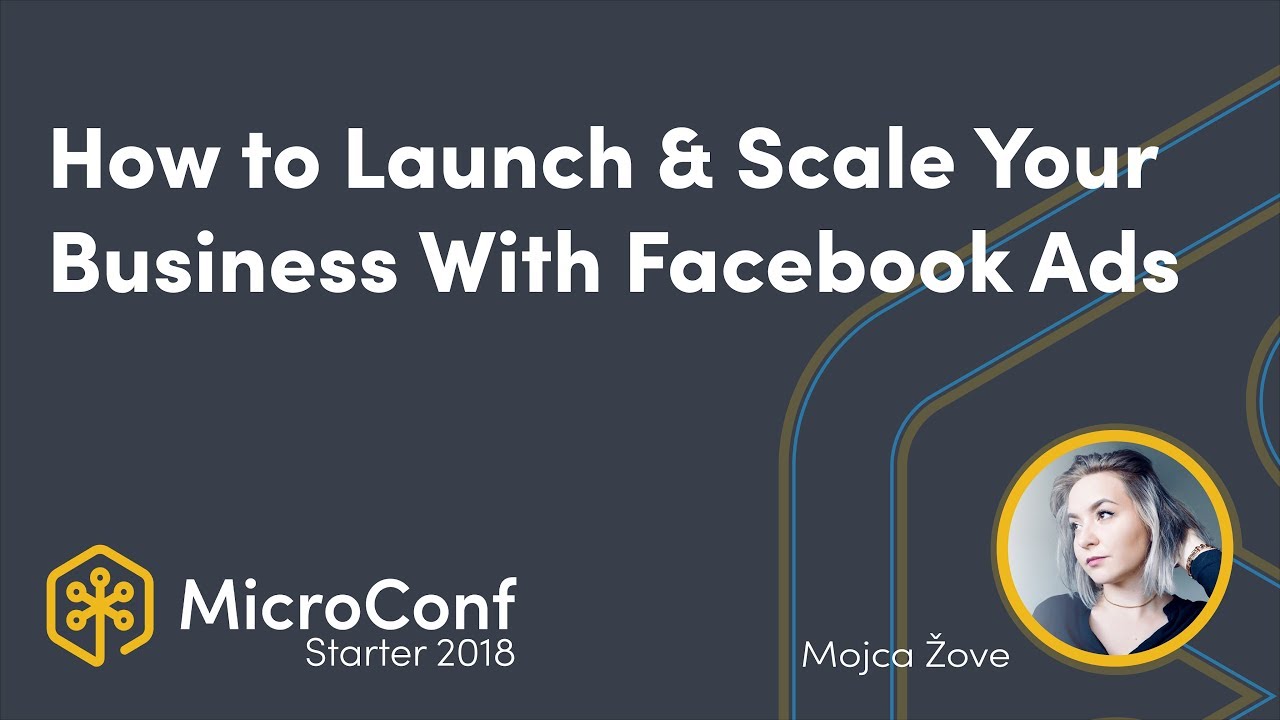 How to Launch & Scale Your
Business With Facebook Ads
MicroConf
Starter 2018
Mojca Žove